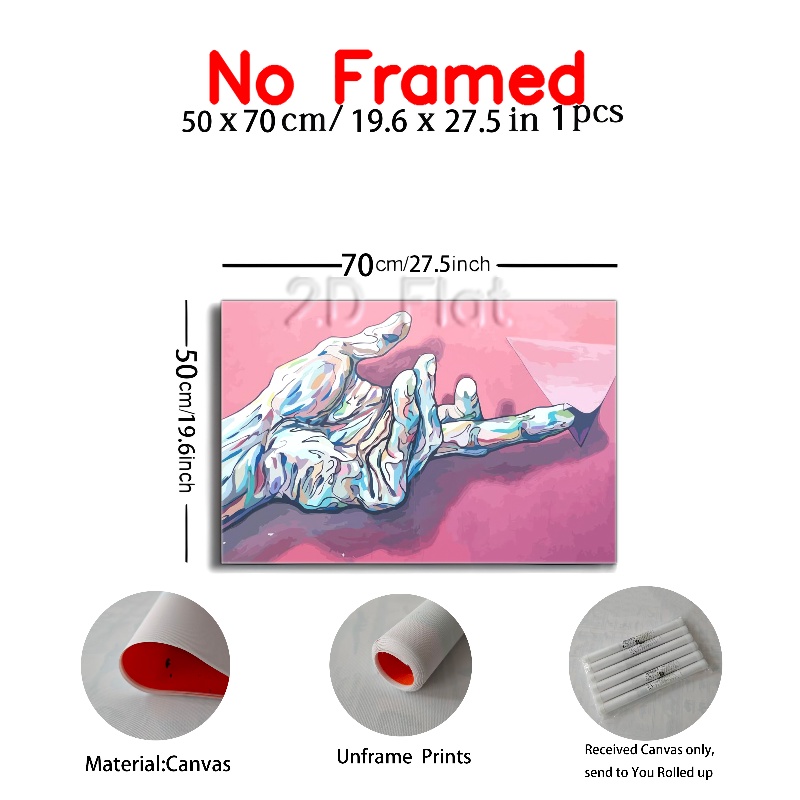 No Framed
50 x 70 cm/ 19.6 x 27.5 in 1pcs
70cm/27.5inch
2D Flat
50cm/19.6inch
Material:Canvas
Unframe Prints
Received Canvas only,
send to You Rolled up